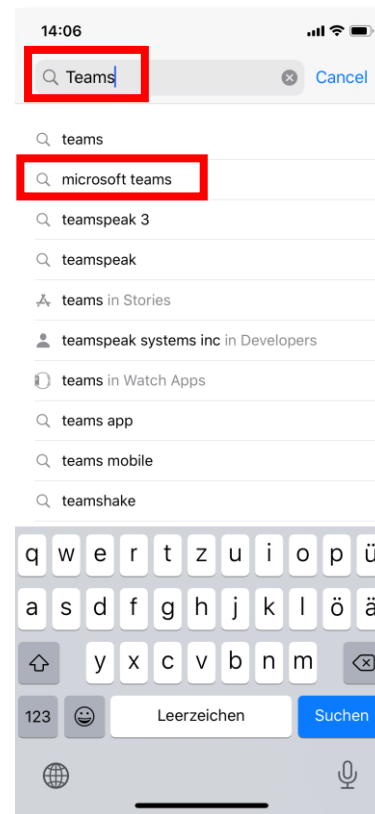 14:06
Teams Cancel
teams
microsoft teams
teamspeak 3
teamspeak
teams in Stories
teamspeak systems inc in Developers
teams in Watch Apps
teams app
teams mobile
teamshake
q w e r t z u i o p ü
a s d f g h j k l ö ä
y x c v b n m
123 Leerzeichen Suchen